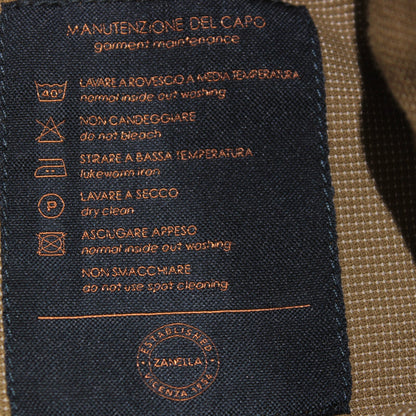 MANUTENZIONE DEL CAPO
garment maintenance
40°
LAVARE A ROVESCIO A MEDIA TEMPERATURA
normal inside out washing
NON CANDEGGIARE
do not bleach
STIRARE A BASSA TEMPERATURA
lukeworm iron
P
LAVARE A SECCO
dry clean
ASCIUGARE APPESO
normal inside out washing
NON SMACCHIARE
do not use spot cleaning
ESTABLISHED
ZANELLA
VICENZA